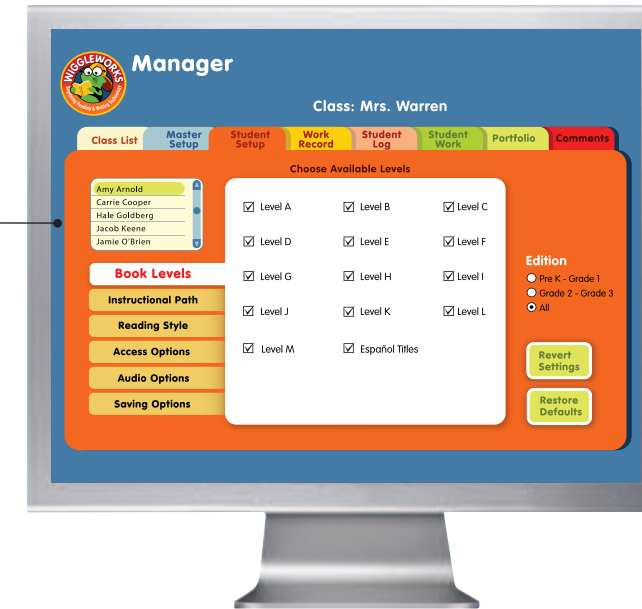 WIGGLEWORKS
Manager
Class: Mrs. Warren
Class List
Master
Setup
Student
Setup
Work
Record
Student
Log
Student
Work
Portfolio
Comments
Choose Available Levels
Amy Arnold
Carrie Cooper
Hale Goldberg
Jacob Keene
Jamie O'Brien
Book Levels
Instructional Path
Reading Style
Access Options
Audio Options
Saving Options
Level A
Level B
Level C
Level D
Level E
Level F
Level G
Level H
Level I
Level J
Level K
Level L
Level M
Español Titles
Edition
Pre K - Grade 1
Grade 2 - Grade 3
All
Revert
Settings
Restore
Defaults